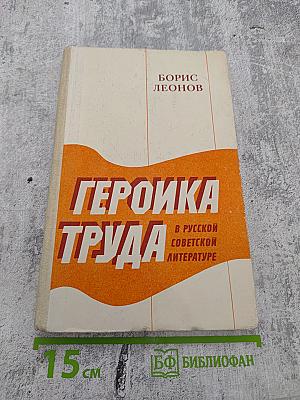 БОРИС
ЛЕОНОВ
ГЕРОИКА
ТРУДА
В РУССКОЙ
СОВЕТСКОЙ
ЛИТЕРАТУРЕ
15 см
БФ БИБЛИОФАН